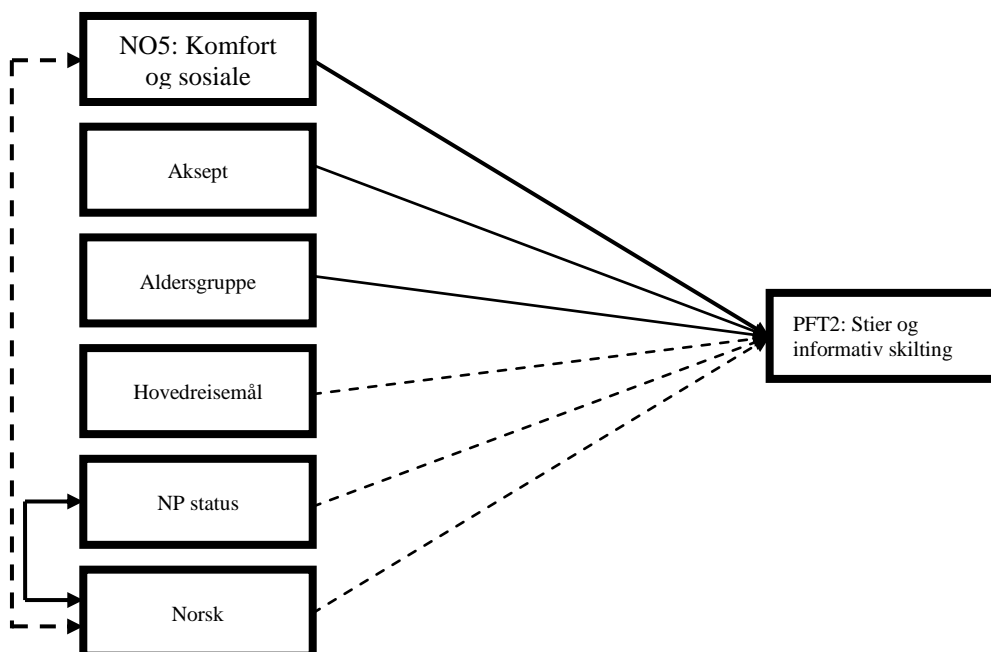 NO5: Komfort
og sosiale
Aksept
Aldersgruppe
Hovedreisemål
NP status
Norsk
PFT2: Stier og
informativ skilting